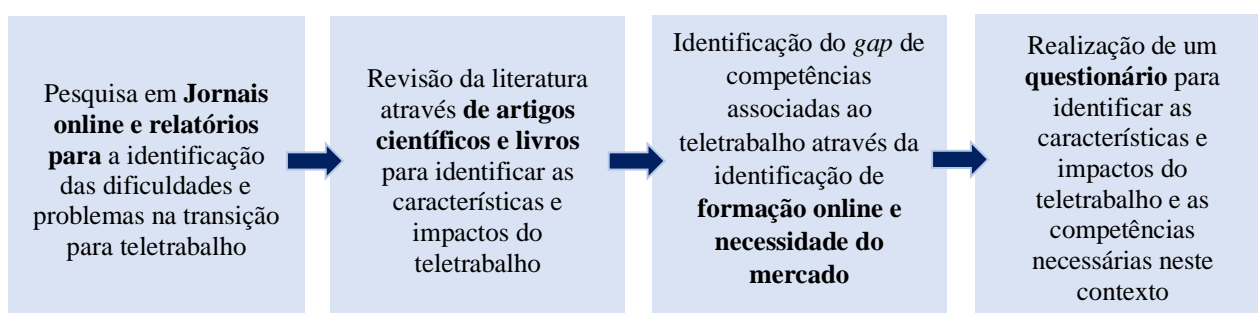 Pesquisa em Jornais
online e relatórios
para a identificação
das dificuldades e
problemas na transição
para teletrabalho
Revisão da literatura
através de artigos
científicos e livros
para identificar as
características e
impactos do
teletrabalho
Identificação do gap de
competências
associadas ao
teletrabalho através da
identificação de
formação online e
necessidade do
mercado
Realização de um
questionário para
identificar as
características e
impactos do
teletrabalho e as
competências
necessárias neste
contexto